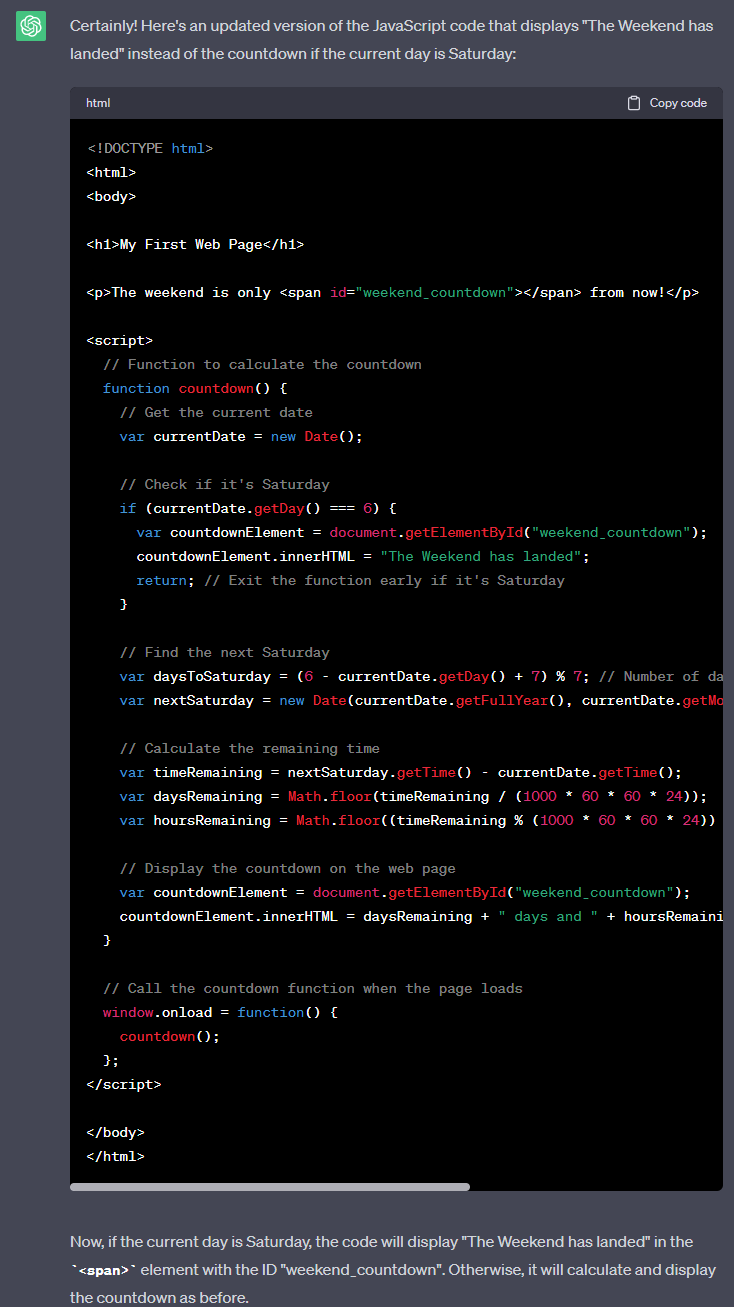 Certainly! Here's an updated version of the JavaScript code that displays "The Weekend has
landed" instead of the countdown if the current day is Saturday:
html
Copy code
<!DOCTYPE html>
<html>
<body>
<h1>My First Web Page</h1>
<p>The weekend is only <span id="weekend_countdown"></span> from now!</p>
<script>
// Function to calculate the countdown
function countdown() {
// Get the current date
var currentDate = new Date();
// Check if it's Saturday
if (currentDate.getDay() === 6) {
var countdownElement = document.getElementById("weekend_countdown");
countdownElement.innerHTML = "The Weekend has landed";
return; // Exit the function early if it's Saturday
}
// Find the next Saturday
var daysToSaturday = (6 - currentDate.getDay() + 7) % 7; // Number of da
var nextSaturday = new Date(currentDate.getFullYear(), currentDate.getMo
// Calculate the remaining time
var timeRemaining = nextSaturday.getTime() - currentDate.getTime();
var daysRemaining = Math.floor(timeRemaining / (1000 * 60 * 60 * 24));
var hoursRemaining = Math.floor((timeRemaining % (1000 * 60 * 60 * 24))
// Display the countdown on the web page
var countdownElement = document.getElementById("weekend_countdown");
countdownElement.innerHTML = daysRemaining + " days and " + hoursRemaini
}
// Call the countdown function when the page loads
window.onload = function() {
countdown();
};
</script>
</body>
</html>
Now, if the current day is Saturday, the code will display "The Weekend has landed" in the
`<span>` element with the ID "weekend_countdown". Otherwise, it will calculate and display
the countdown as before.